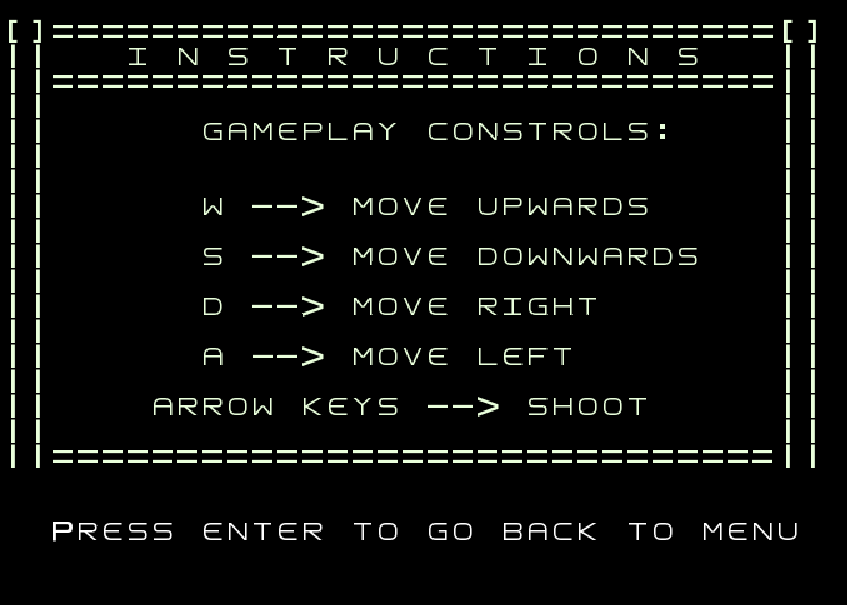 [ ]=============================[ ]
| | I N S T R U C T I O N S | |
| |=============================| |
GAMEPLAY CONSTROLS:
W --> MOVE UPWARDS
S --> MOVE DOWNWARDS
D --> MOVE RIGHT
A --> MOVE LEFT
ARROW KEYS --> SHOOT
| |=============================| |
PRESS ENTER TO GO BACK TO MENU